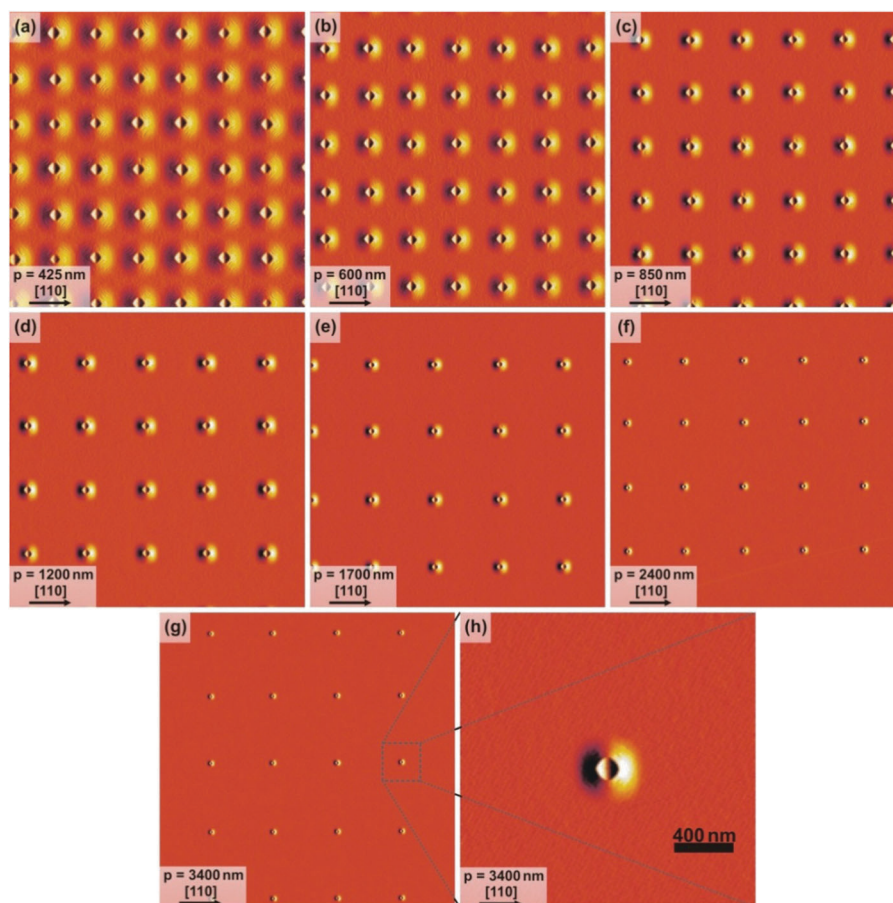 (a)
p = 425 nm
[110]
(b)
p = 600 nm
[110]
(c)
p = 850 nm
[110]
(d)
p = 1200 nm
[110]
(e)
p = 1700 nm
[110]
(f)
p = 2400 nm
[110]
(g)
p = 3400 nm
[110]
(h)
400 nm
p = 3400 nm
[110]